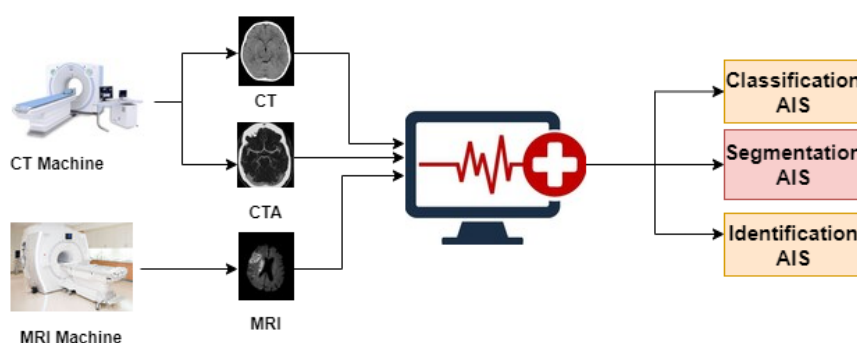 CT
CT Machine
CTA
MRI
MRI Machine
Classification
AIS
Segmentation
AIS
Identification
AIS